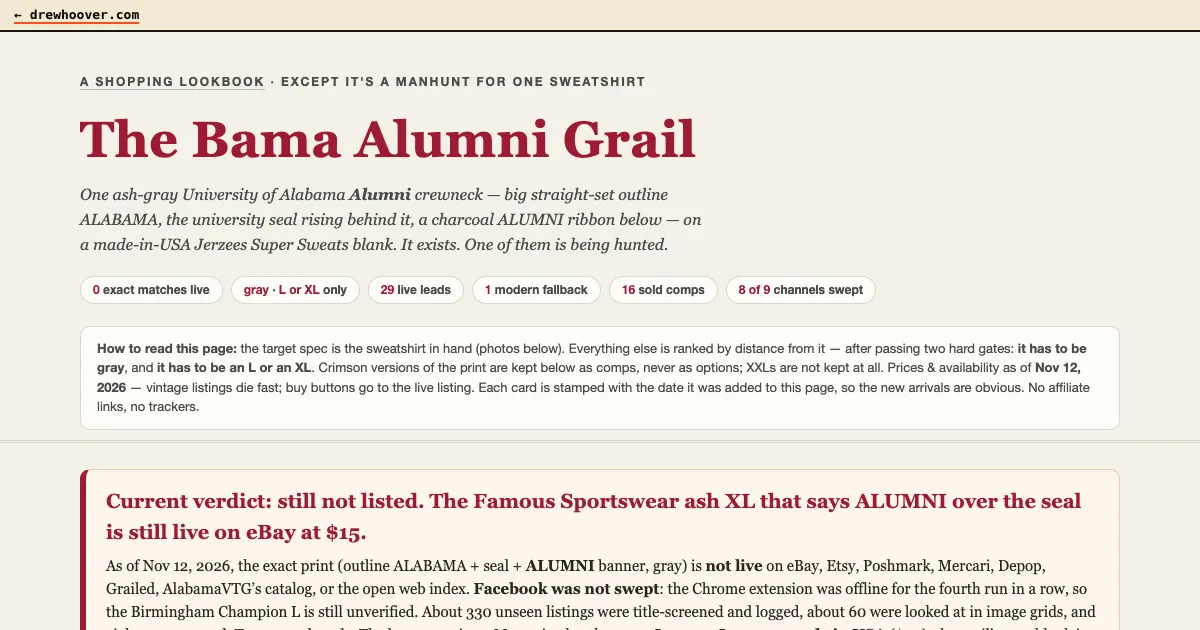 ← drewhoover.com
A SHOPPING LOOKBOOK · EXCEPT IT'S A MANHUNT FOR ONE SWEATSHIRT
The Bama Alumni Grail
One ash-gray University of Alabama Alumni crewneck — big straight-set outline
ALABAMA, the university seal rising behind it, a charcoal ALUMNI ribbon below — on
a made-in-USA Jerzees Super Sweats blank. It exists. One of them is being hunted.
0 exact matches live
gray · L or XL only
29 live leads
1 modern fallback
16 sold comps
8 of 9 channels swept
How to read this page: the target spec is the sweatshirt in hand (photos below). Everything else is ranked by distance from it — after passing two hard gates: it has to be
gray, and it has to be an L or an XL. Crimson versions of the print are kept below as comps, never as options; XXLs are not kept at all. Prices & availability as of Nov 12,
2026 — vintage listings die fast; buy buttons go to the live listing. Each card is stamped with the date it was added to this page, so the new arrivals are obvious. No affiliate
links, no trackers.
Current verdict: still not listed. The Famous Sportswear ash XL that says ALUMNI over the seal
is still live on eBay at $15.
As of Nov 12, 2026, the exact print (outline ALABAMA + seal + ALUMNI banner, gray) is not live on eBay, Etsy, Poshmark, Mercari, Depop,
Grailed, AlabamaVTG's catalog, or the open web index. Facebook was not swept: the Chrome extension was offline for the fourth run in a row, so
the Birmingham Champion L is still unverified. About 330 unseen listings were title-screened and logged, about 60 were looked at in image grids, and